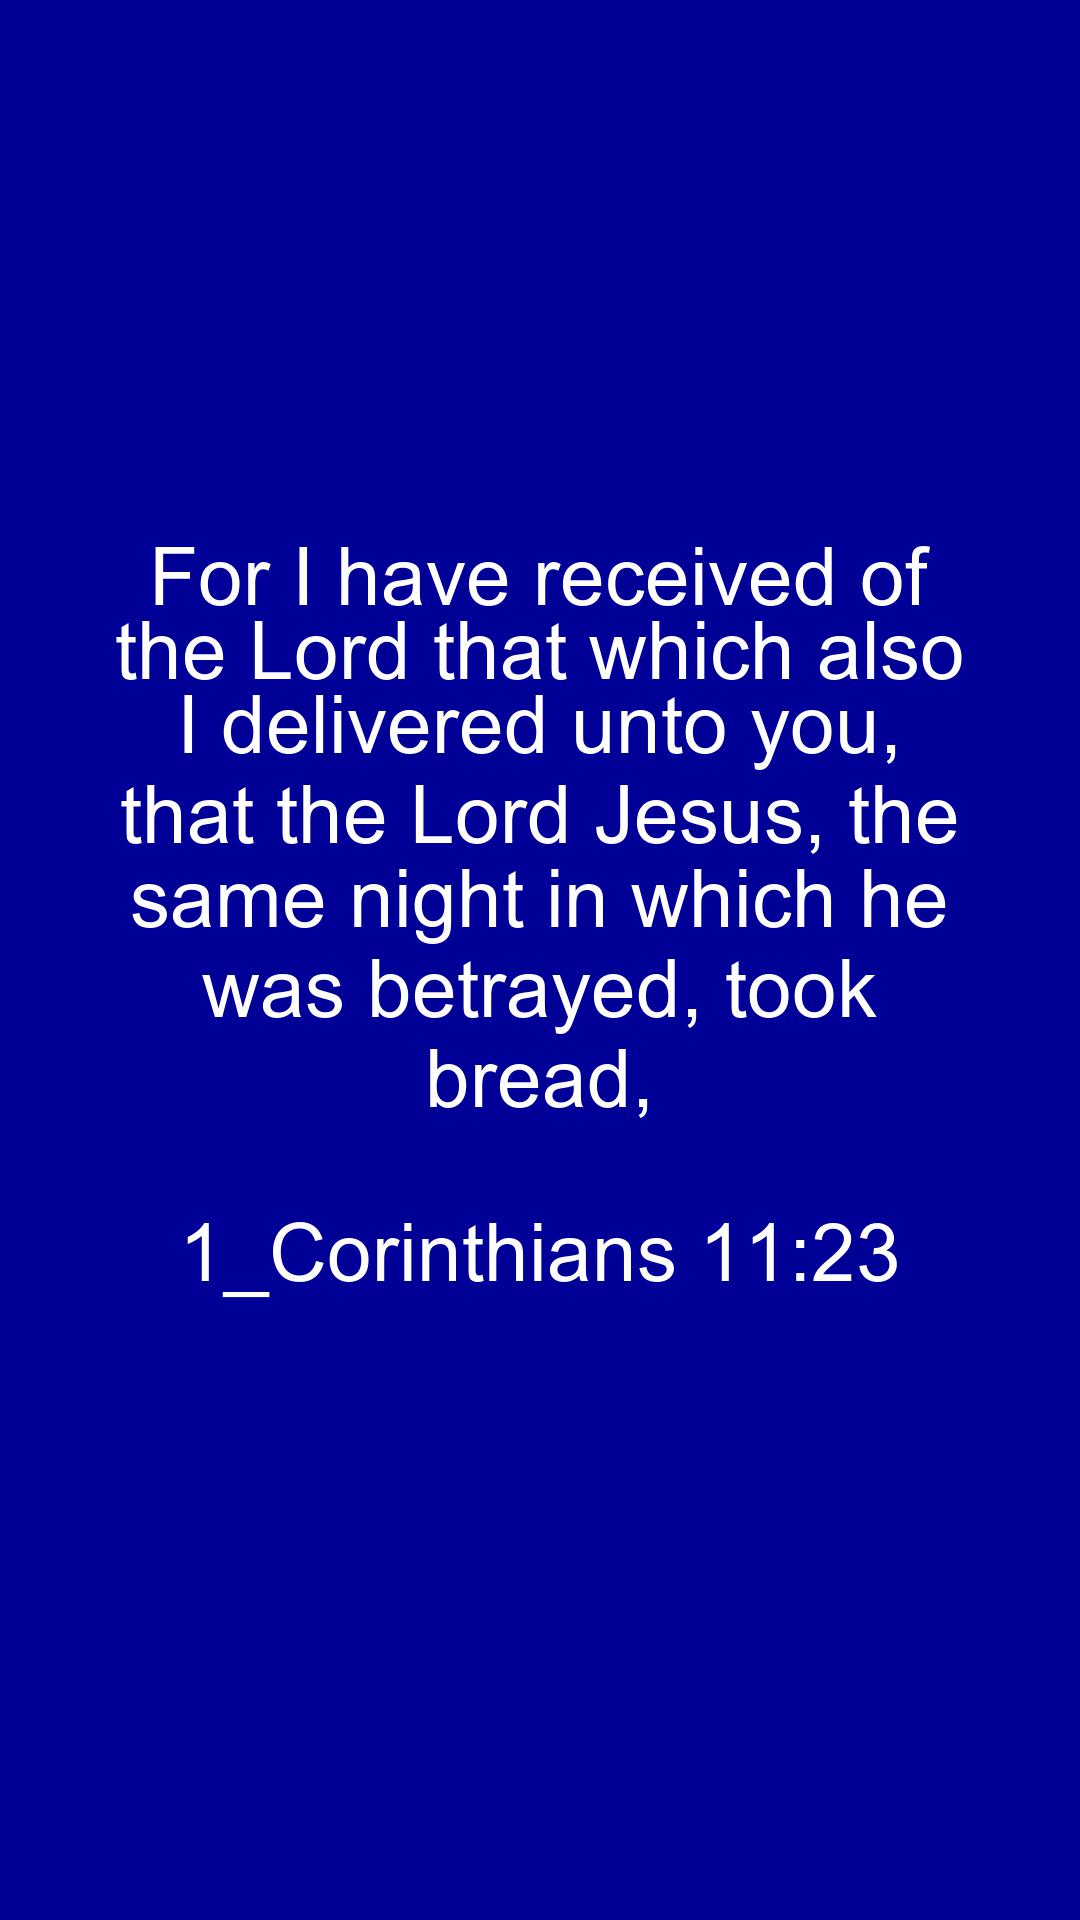 For I have received of
the Lord that which also
I delivered unto you,
that the Lord Jesus, the
same night in which he
was betrayed, took
bread,
1_Corinthians 11:23